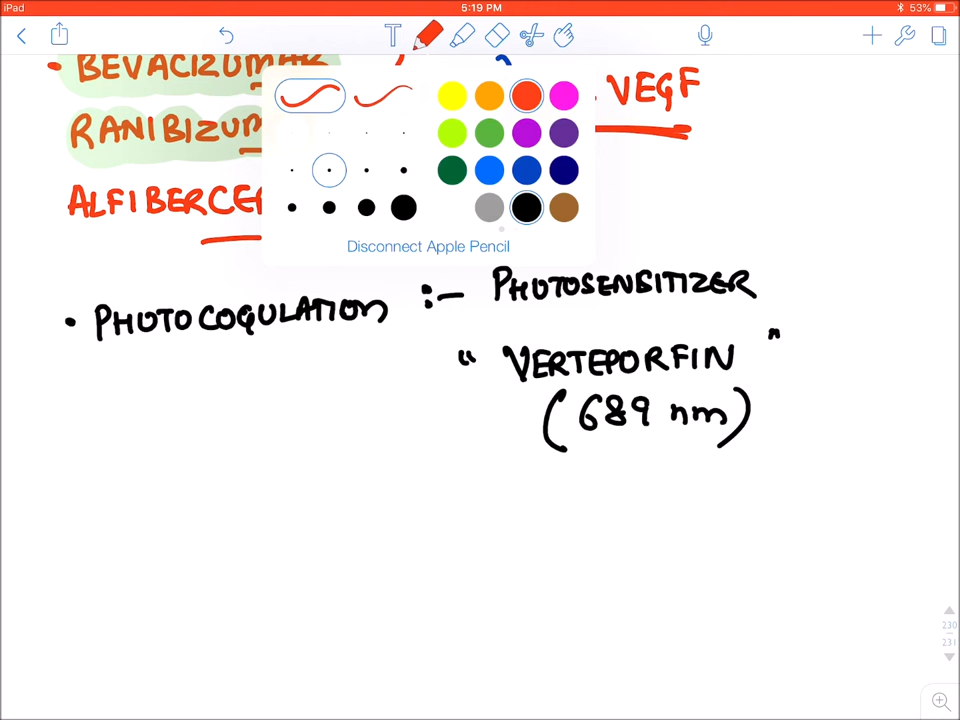 iPad 5:19 PM 53%
T
• BEVACIZUMAB
VEGF
RANIBIZUM
ALFIBERCE
Disconnect Apple Pencil
• PHOTOCOQULATION :- PHOTOSENSITIZER
" VERTEPORFIN "
(689 nm)
230
231